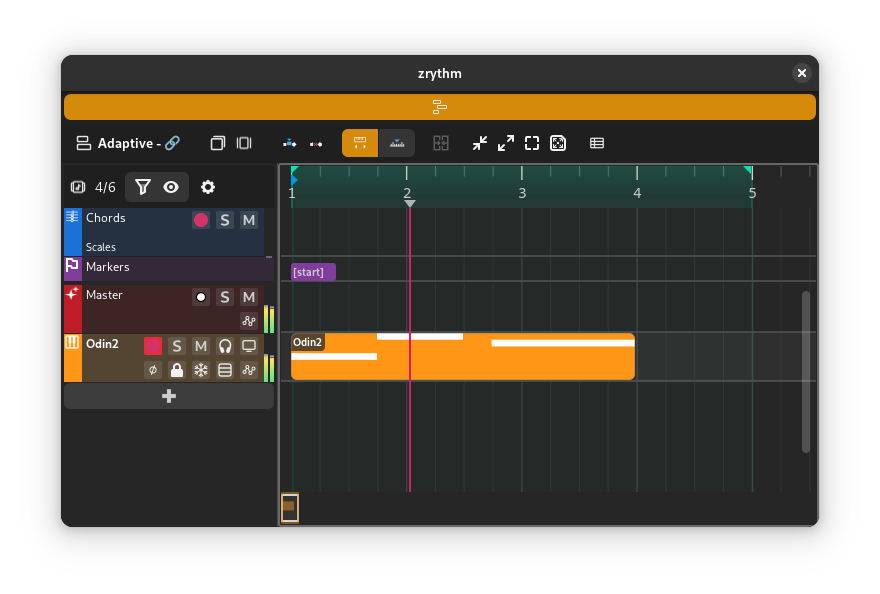 zrythm
Adaptive - 
4/6
1 2 3 4 5
Chords
S M
Scales
Markers
[start]
Master
S M
Odin2
S M
Odin2